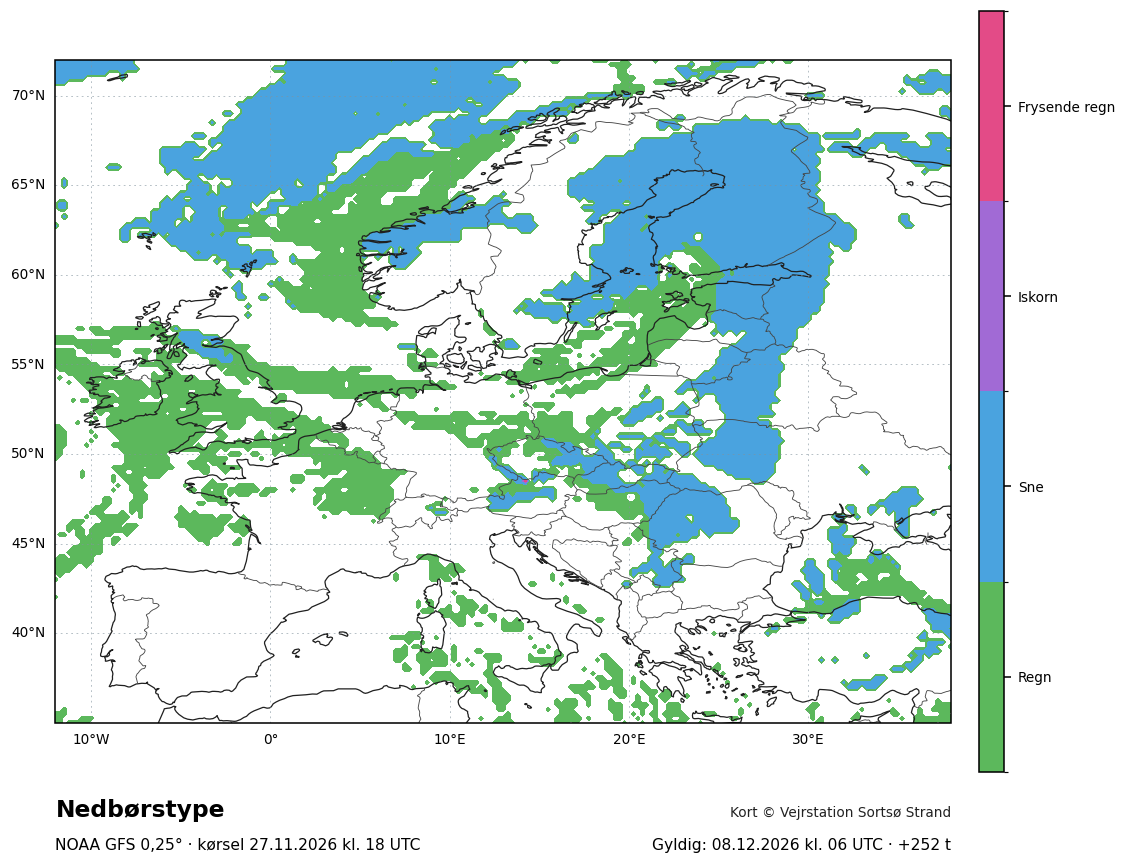 70°N
65°N
60°N
55°N
50°N
45°N
40°N
10°W
0°
10°E
20°E
30°E
Frysende regn
Iskorn
Sne
Regn
Nedbørstype
Kort © Vejrstation Sortsø Strand
NOAA GFS 0,25° · kørsel 27.11.2026 kl. 18 UTC
Gyldig: 08.12.2026 kl. 06 UTC · +252 t